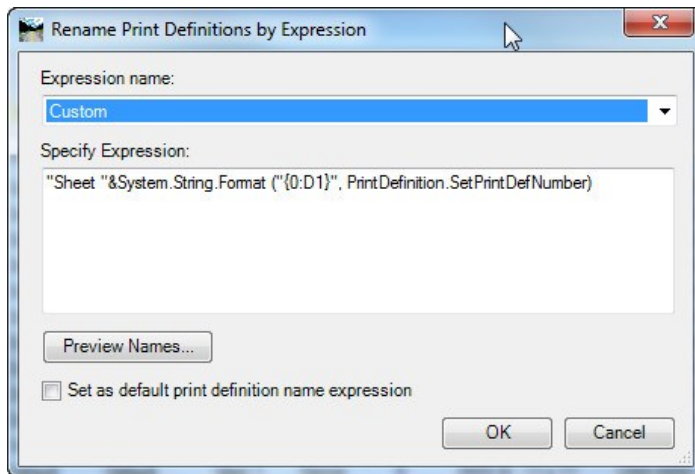 Rename Print Definitions by Expression
Expression name:
Custom
Specify Expression:
"Sheet "&System.String.Format ("{0:D1}", PrintDefinition.SetPrintDefNumber)
Preview Names...
Set as default print definition name expression
OK Cancel